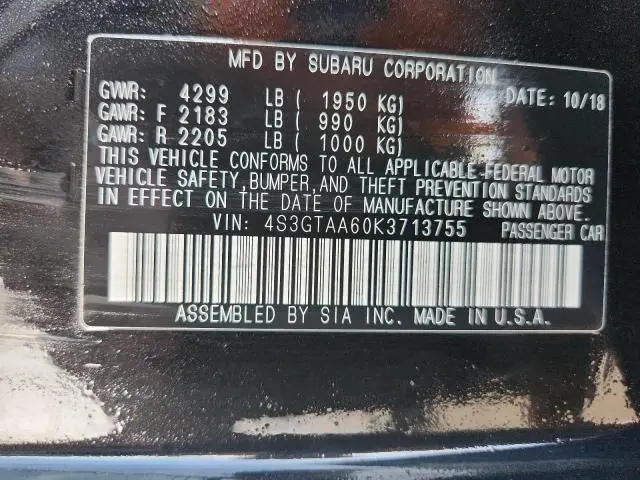 MFD BY SUBARU CORPORATION
GVWR: 4299 LB ( 1950 KG) DATE: 10/18
GAWR: F 2183 LB ( 990 KG)
GAWR: R 2205 LB ( 1000 KG)
THIS VEHICLE CONFORMS TO ALL APPLICABLE FEDERAL MOTOR
VEHICLE SAFETY, BUMPER, AND THEFT PREVENTION STANDARDS
IN EFFECT ON THE DATE OF MANUFACTURE SHOWN ABOVE.
VIN: 4S3GTAA60K3713755 PASSENGER CAR
ASSEMBLED BY SIA INC. MADE IN U.S.A.